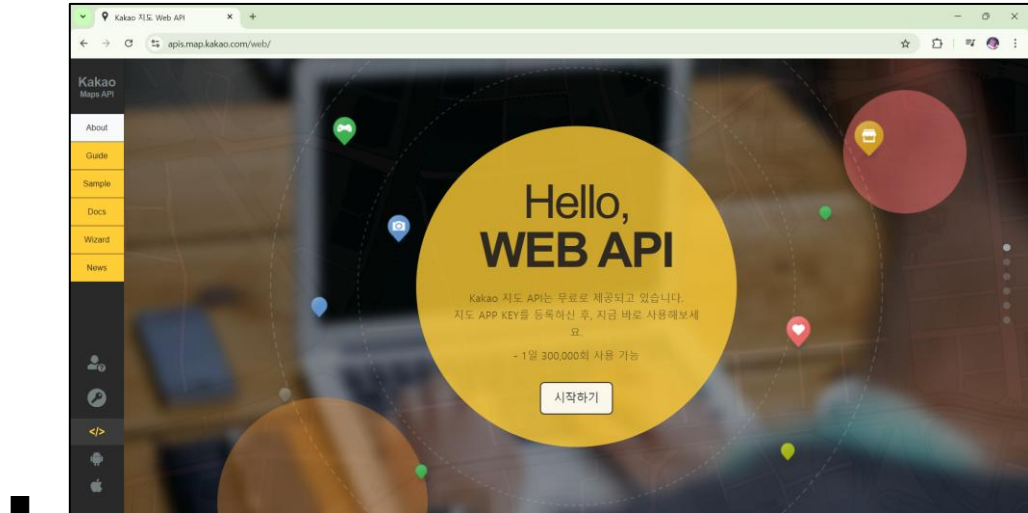 Kakao 지도 Web API
apis.map.kakao.com/web/
Kakao
Maps API
About
Guide
Sample
Docs
Wizard
News
</>
Hello,
WEB API
Kakao 지도 API는 무료로 제공되고 있습니다.
지도 APP KEY를 등록하신 후, 지금 바로 사용해보세
요.
- 1일 300,000회 사용 가능
시작하기